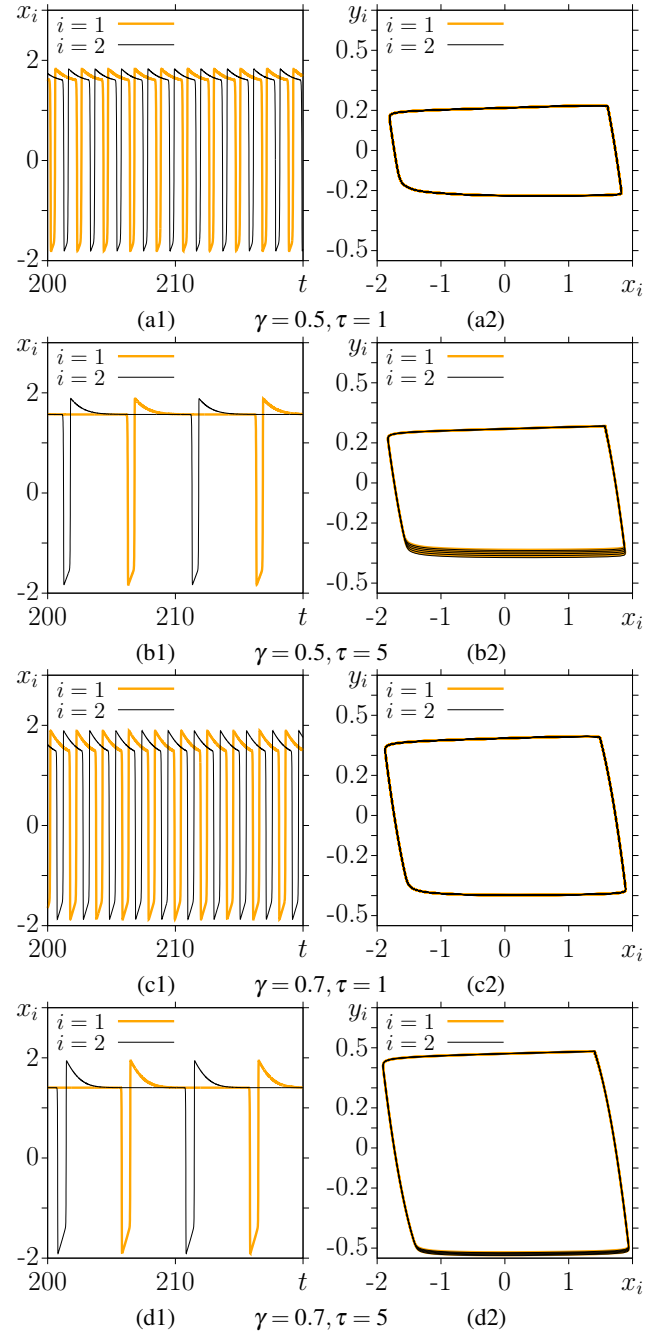 x_i
i = 1
i = 2
2
0
-2
200
210
t
y_i
i = 1
i = 2
0.5
0.2
0
-0.2
-0.5
-2
-1
0
1
x_i
(a1) γ = 0.5, τ = 1 (a2)
x_i
i = 1
i = 2
2
0
-2
200
210
t
y_i
i = 1
i = 2
0.5
0.2
0
-0.2
-0.5
-2
-1
0
1
x_i
(b1) γ = 0.5, τ = 5 (b2)
x_i
i = 1
i = 2
2
0
-2
200
210
t
y_i
i = 1
i = 2
0.5
0.2
0
-0.2
-0.5
-2
-1
0
1
x_i
(c1) γ = 0.7, τ = 1 (c2)
x_i
i = 1
i = 2
2
0
-2
200
210
t
y_i
i = 1
i = 2
0.5
0.2
0
-0.2
-0.5
-2
-1
0
1
x_i
(d1) γ = 0.7, τ = 5 (d2)